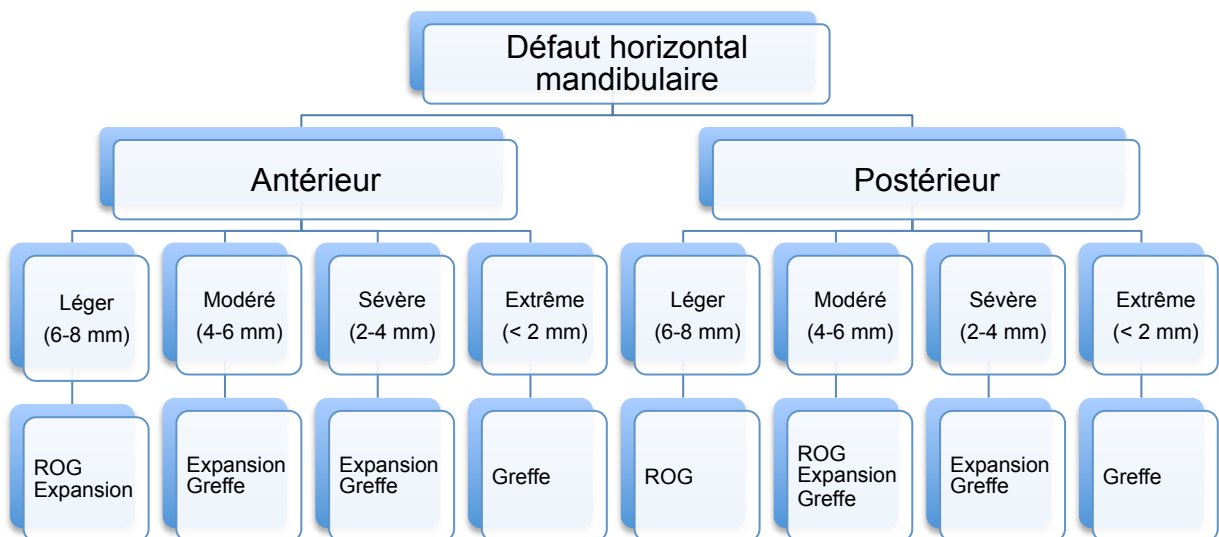 Défaut horizontal
mandibulaire
Antérieur
Postérieur
Léger
(6-8 mm)
Modéré
(4-6 mm)
Sévère
(2-4 mm)
Extrême
(< 2 mm)
Léger
(6-8 mm)
Modéré
(4-6 mm)
Sévère
(2-4 mm)
Extrême
(< 2 mm)
ROG
Expansion
Expansion
Greffe
Expansion
Greffe
Greffe
ROG
ROG
Expansion
Greffe
Expansion
Greffe
Greffe